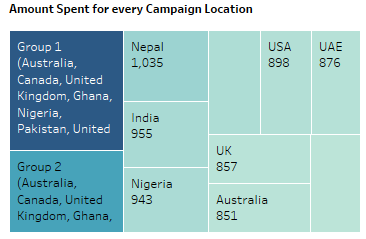 Amount Spent for every Campaign Location
Group 1
(Australia,
Canada, United
Kingdom, Ghana,
Nigeria,
Pakistan, United
Group 2
(Australia,
Canada, United
Kingdom, Ghana,
Nepal
1,035
India
955
Nigeria
943
USA
898
UAE
876
UK
857
Australia
851